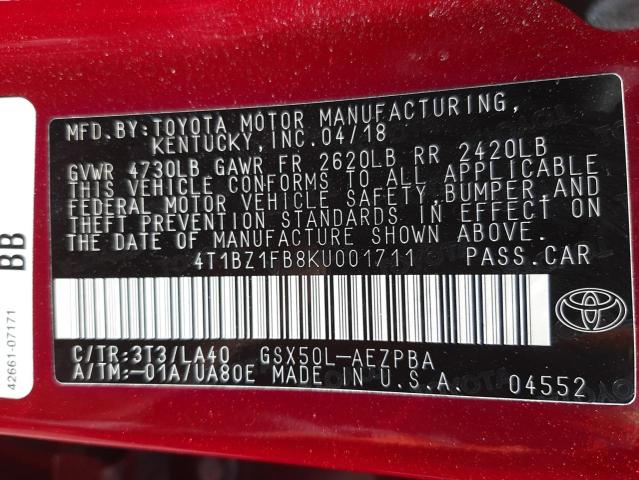 MFD.BY:TOYOTA MOTOR MANUFACTURING,
KENTUCKY,INC.04/18
GVWR 4730LB GAWR FR 2620LB RR 2420LB
THIS VEHICLE CONFORMS TO ALL APPLICABLE
FEDERAL MOTOR VEHICLE SAFETY,BUMPER,AND
THEFT PREVENTION STANDARDS IN EFFECT ON
THE DATE OF MANUFACTURE SHOWN ABOVE.
4T1BZ1FB8KU001711 PASS.CAR
C/TR:3T3/LA40 GSX50L-AEZPBA
A/TM:-01A/UA80E MADE IN U.S.A. 04552
TOYOTA
BB
42661-07171